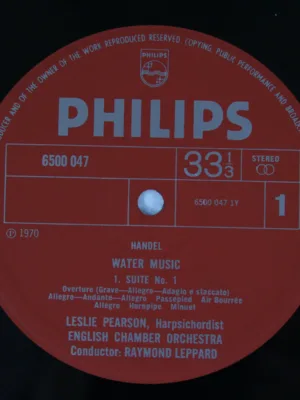 OF THE OWNER OF THE WORK REPRODUCED RESERVED. COPYING, PUBLIC PERFORMANCE AND
PHILIPS
PHILIPS
6500 047
33 1/3
STEREO
6500 047 1Y
1
Ⓟ 1970
HANDEL
WATER MUSIC
1. SUITE No. 1
Overture (Grave—Allegro—Adagio e staccato)
Allegro—Andante—Allegro Passepied Air Bourrée
Allegro Hornpipe Minuet
LESLIE PEARSON, Harpsichordist
ENGLISH CHAMBER ORCHESTRA
Conductor: RAYMOND LEPPARD